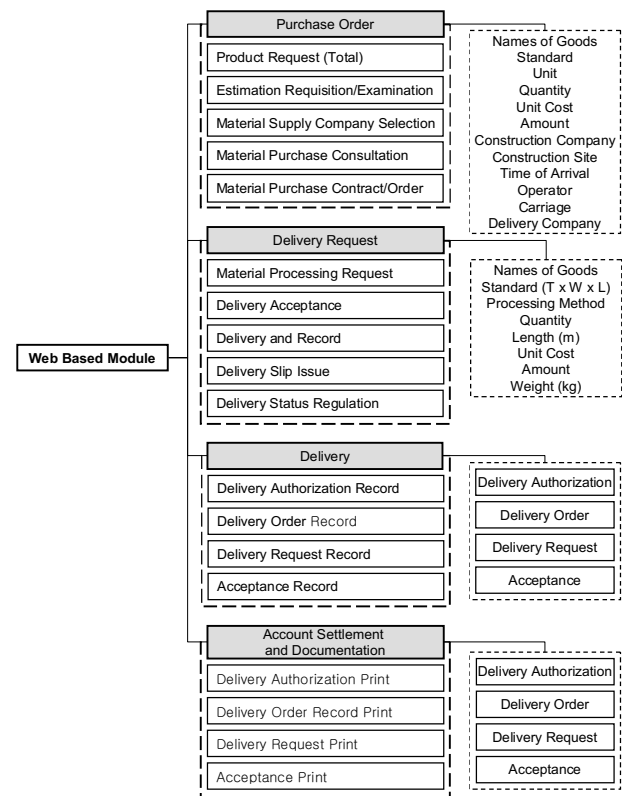 Web Based Module
Purchase Order
Product Request (Total)
Estimation Requisition/Examination
Material Supply Company Selection
Material Purchase Consultation
Material Purchase Contract/Order
Names of Goods
Standard
Unit
Quantity
Unit Cost
Amount
Construction Company
Construction Site
Time of Arrival
Operator
Carriage
Delivery Company
Delivery Request
Material Processing Request
Delivery Acceptance
Delivery and Record
Delivery Slip Issue
Delivery Status Regulation
Names of Goods
Standard (T x W x L)
Processing Method
Quantity
Length (m)
Unit Cost
Amount
Weight (kg)
Delivery
Delivery Authorization Record
Delivery Order Record
Delivery Request Record
Acceptance Record
Delivery Authorization
Delivery Order
Delivery Request
Acceptance
Account Settlement
and Documentation
Delivery Authorization Print
Delivery Order Record Print
Delivery Request Print
Acceptance Print
Delivery Authorization
Delivery Order
Delivery Request
Acceptance